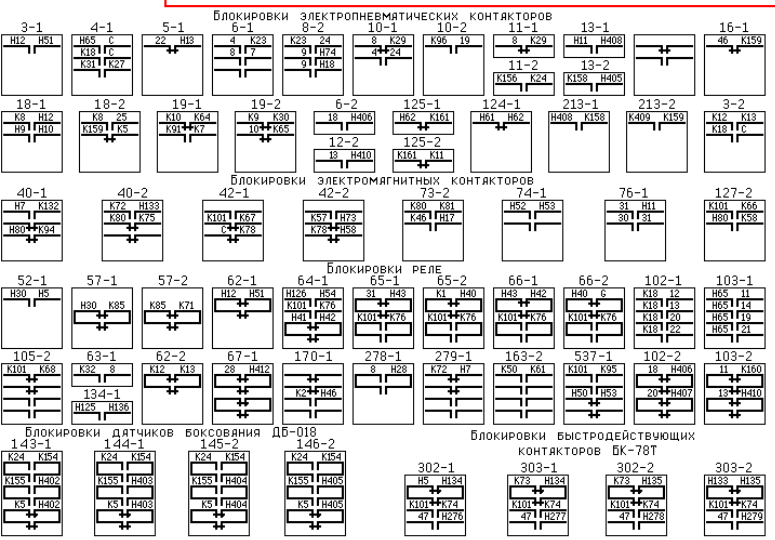 Блокировки электропневматических контакторов
3-1 4-1 5-1 6-1 8-2 10-1 10-2 11-1 13-1 16-1
Н12 Н51 Н65 С 22 Н13 4 К23 К23 24 8 К29 К96 19 8 К29 Н11 Н408 46 К159
К18 С 8 7 9 Н74 4 24
К31 К27 9 Н18
11-2 13-2
К156 К24 К158 Н405
18-1 18-2 19-1 19-2 6-2 125-1 124-1 213-1 213-2 3-2
К8 Н12 К8 25 К10 К64 К9 К30 18 Н406 Н62 К161 Н61 Н62 Н408 К158 К409 К159 К12 К13
Н9 Н10 К159 К5 К91 К7 10 К65 К18 С
12-2 125-2
13 Н410 К161 К11
Блокировки электромагнитных контакторов
40-1 40-2 42-1 42-2 73-2 74-1 76-1 127-2
Н7 К132 К72 Н133 К80 К81 Н52 Н53 31 Н11 К101 К66
К80 К75 К101 К67 К57 Н73 К46 Н17 30 31 Н80 К58
Н80 К94 С К78 К78 Н58
Блокировки реле
52-1 57-1 57-2 62-1 64-1 65-1 65-2 66-1 66-2 102-1 103-1
Н30 Н5 Н12 Н51 Н126 Н54 31 Н43 К1 Н40 Н43 Н42 Н40 G К18 12 Н65 11
Н30 К85 К85 К71 К101 К76 К18 13 Н65 14
Н41 Н42 К101 К76 К101 К76 К101 К76 К101 К76 К18 20 Н65 19
К18 22 Н65 21
105-2 63-1 62-2 67-1 170-1 278-1 279-1 163-2 537-1 102-2 103-2
К101 К68 К32 8 К12 К13 28 Н412 8 Н28 К72 Н7 К50 К61 К101 К95 18 Н406 11 К160
134-1 К2 Н46 Н50 Н53 20 Н407 13 Н410
Н125 Н136
Блокировки датчиков боксования ДБ-018
Блокировки быстродействующих
контакторов БК-78Т
143-1 144-1 145-2 146-2
К24 К154 К24 К154 К24 К154 К24 К154
К155 Н402 К155 Н403 К155 Н404 К155 Н405
К5 Н402 К5 Н403 К5 Н404 К5 Н405
302-1 303-1 302-2 303-2
Н5 Н134 К73 Н134 К73 Н135 Н133 Н135
К101 К74 К101 К74 К101 К74 К101 К74
47 Н276 47 Н277 47 Н278 47 Н279